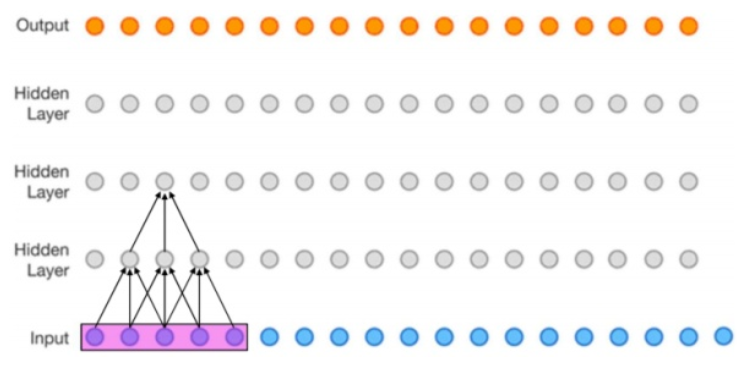 Output
Hidden
Layer
Hidden
Layer
Hidden
Layer
Input